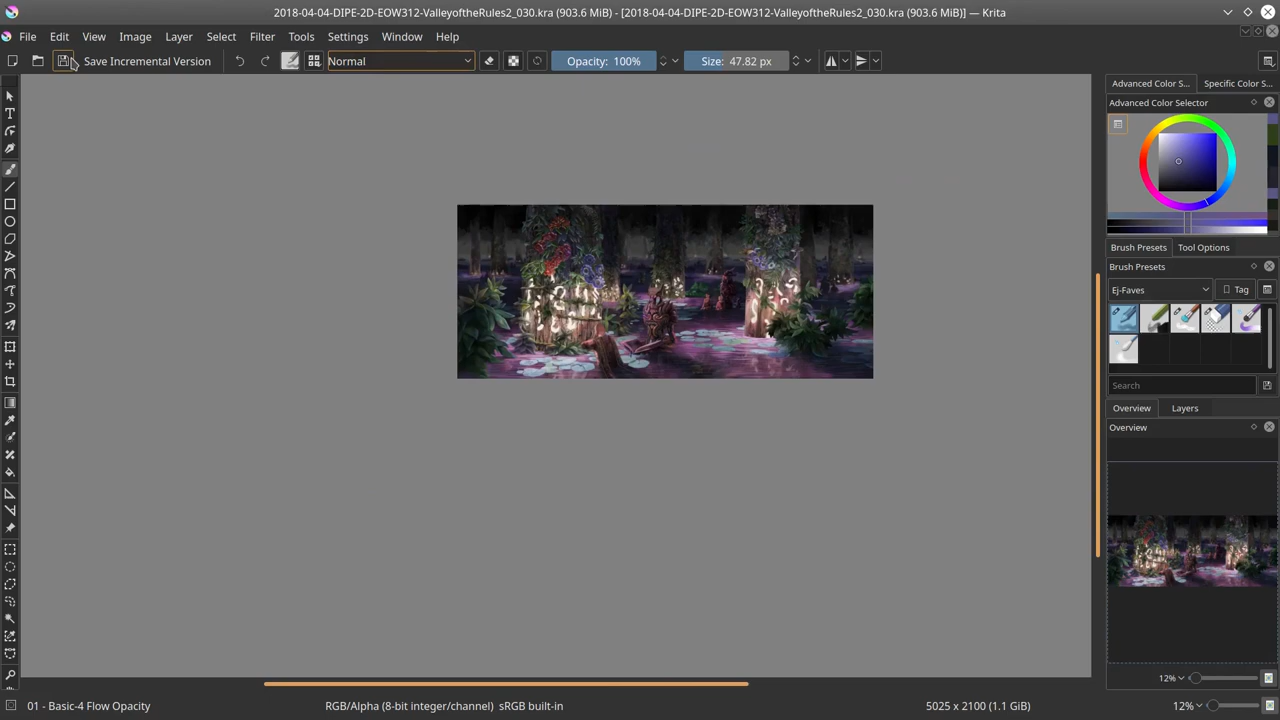 2018-04-04-DIPE-2D-EOW312-ValleyoftheRules2_030.kra (903.6 MiB) - [2018-04-04-DIPE-2D-EOW312-ValleyoftheRules2_030.kra (903.6 MiB)] — Krita
File Edit View Image Layer Select Filter Tools Settings Window Help
Save Incremental Version Normal Opacity: 100% Size: 47.82 px
Advanced Color S... Specific Color S...
Advanced Color Selector
Brush Presets Tool Options
Brush Presets
Ej-Faves Tag
Search
Overview Layers
Overview
12%
01 - Basic-4 Flow Opacity RGB/Alpha (8-bit integer/channel) sRGB built-in 5025 x 2100 (1.1 GiB) 12%